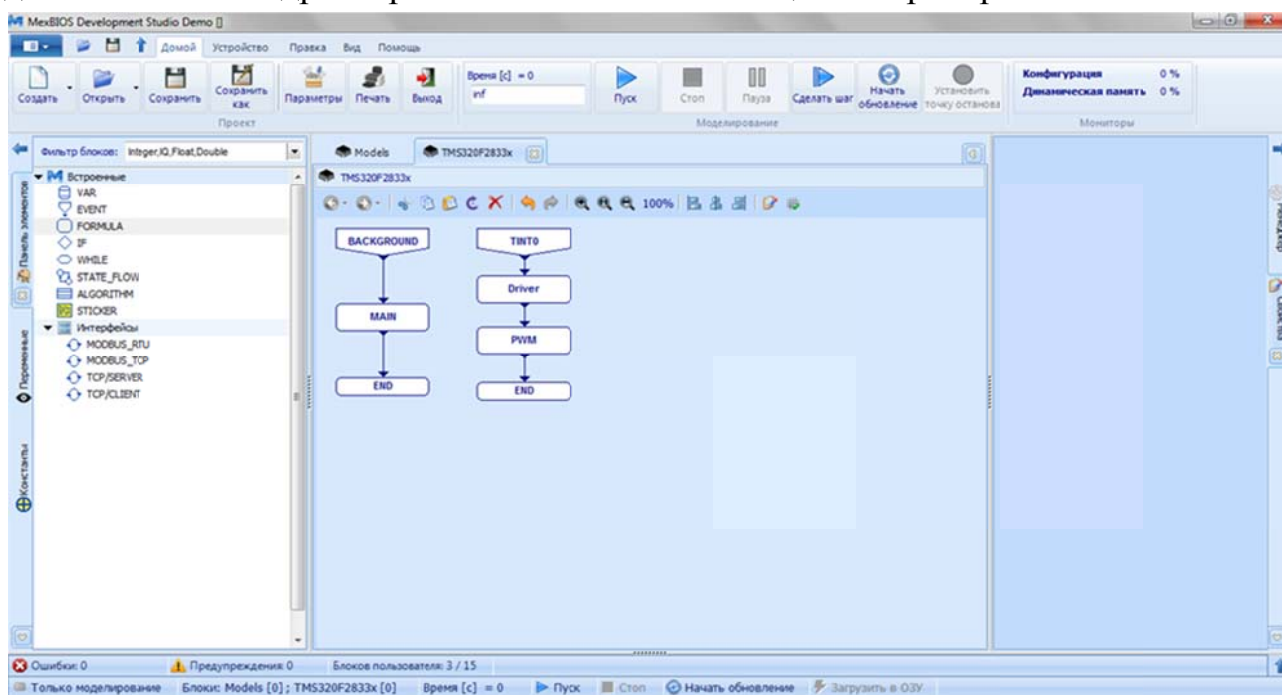 MexBIOS Development Studio Demo []
Домой Устройство Правка Вид Помощь
Создать Открыть Сохранить Сохранить как Параметры Печать Выход
Время [c] = 0
inf
Пуск Стоп Пауза Сделать шаг Начать обновление Установить точку останова
Конфигурация 0 %
Динамическая память 0 %
Проект Моделирование Мониторы
Фильтр блоков: Integer,IQ,Float,Double
Models TMS320F2833x
TMS320F2833x
100%
Панель элементов
Переменные
Константы
Встроенные
VAR
EVENT
FORMULA
IF
WHILE
STATE_FLOW
ALGORITHM
STICKER
Интерфейсы
MODBUS_RTU
MODBUS_TCP
TCP/SERVER
TCP/CLIENT
BACKGROUND
MAIN
END
TINT0
Driver
PWM
END
Ошибки: 0 Предупреждения: 0 Блоков пользователя: 3 / 15
Только моделирование Блоки: Models [0] ; TMS320F2833x [0] Время [c] = 0 Пуск Стоп Начать обновление Загрузить в ОЗУ